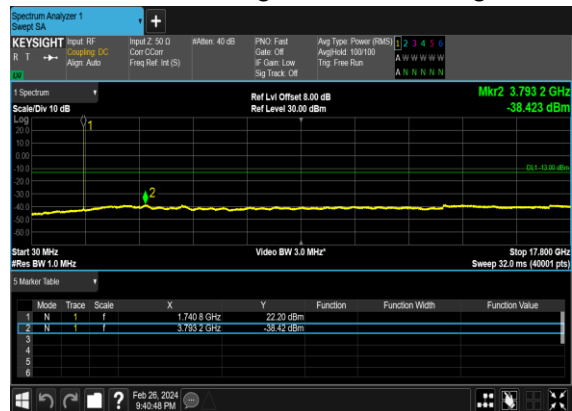 Spectrum Analyzer 1
Swept SA
+
KEYSIGHT Input: RF Input Z: 50 Ω #Atten: 40 dB PNO: Fast Avg Type: Power (RMS) 1 2 3 4 5 6
R T Coupling: DC Corr CCorr Gate: Off Avg|Hold: 100/100 A W W W W W
Align: Auto Freq Ref: Int (S) IF Gain: Low Trig: Free Run
LXI Sig Track: Off A N N N N N
1 Spectrum Ref Lvl Offset 8.00 dB Mkr2 3.793 2 GHz
Scale/Div 10 dB Ref Level 30.00 dBm -38.423 dBm
Log
1
20.0
10.0
0.00
-10.0 DL1 -13.00 dBm
-20.0
-30.0 2
-40.0
-50.0
-60.0
Start 30 MHz Video BW 3.0 MHz* Stop 17.800 GHz
#Res BW 1.0 MHz Sweep 32.0 ms (40001 pts)
5 Marker Table
Mode Trace Scale X Y Function Function Width Function Value
1 N 1 f 1.740 8 GHz 22.20 dBm
2 N 1 f 3.793 2 GHz -38.42 dBm
3
4
5
6
? Feb 26, 2024
9:40:48 PM